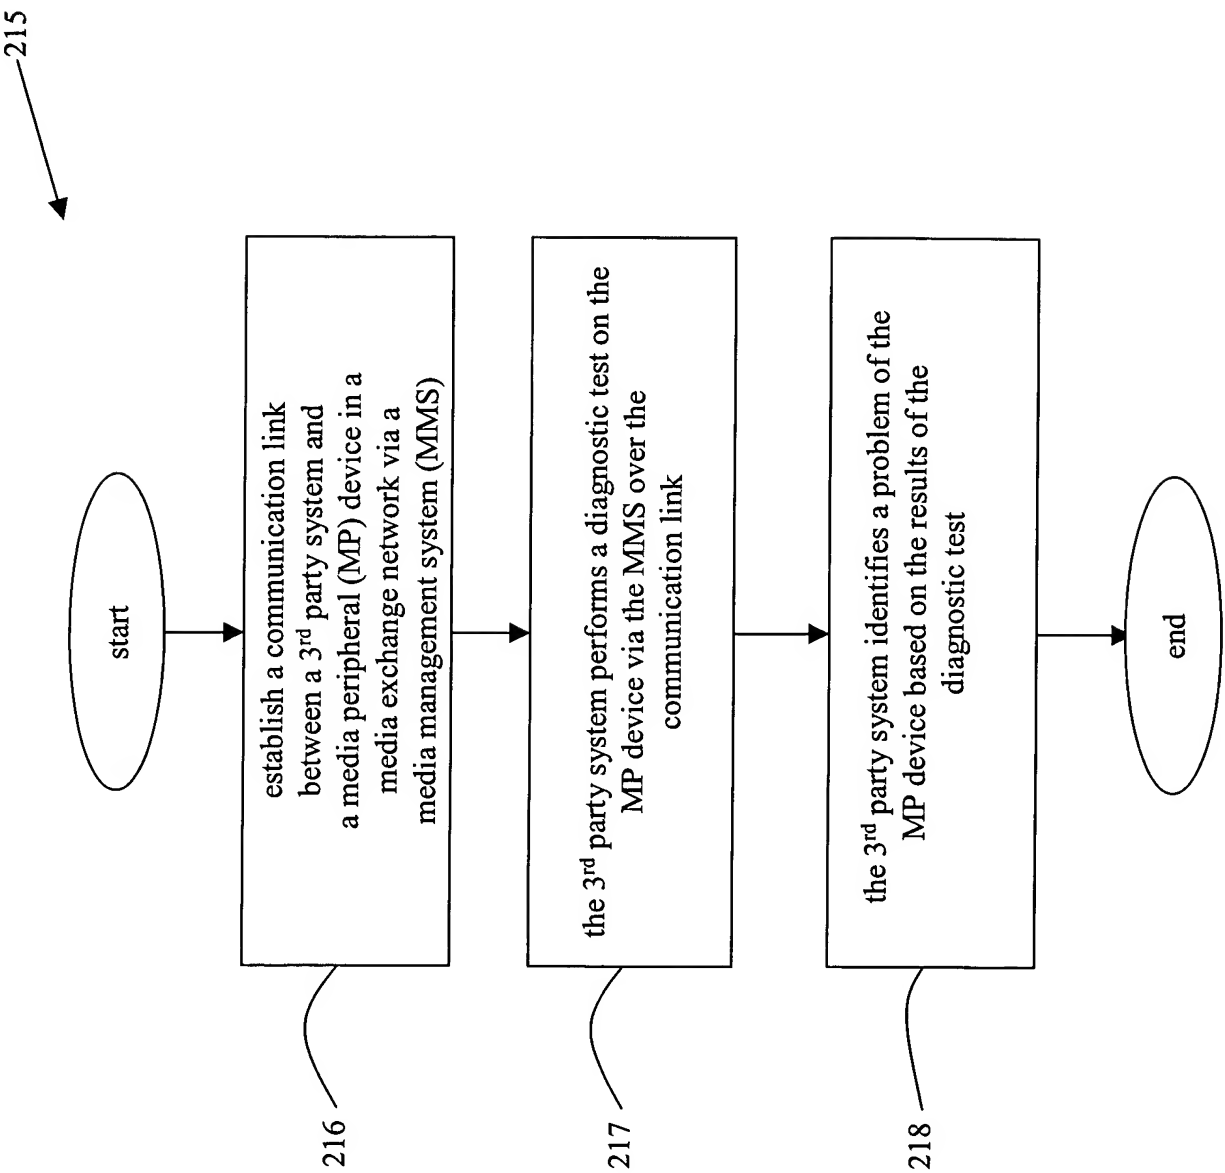 215
start
216
establish a communication link
between a 3rd party system and
a media peripheral (MP) device in a
media exchange network via a
media management system (MMS)
217
the 3rd party system performs a diagnostic test on the
MP device via the MMS over the
communication link
218
the 3rd party system identifies a problem of the
MP device based on the results of the
diagnostic test
end